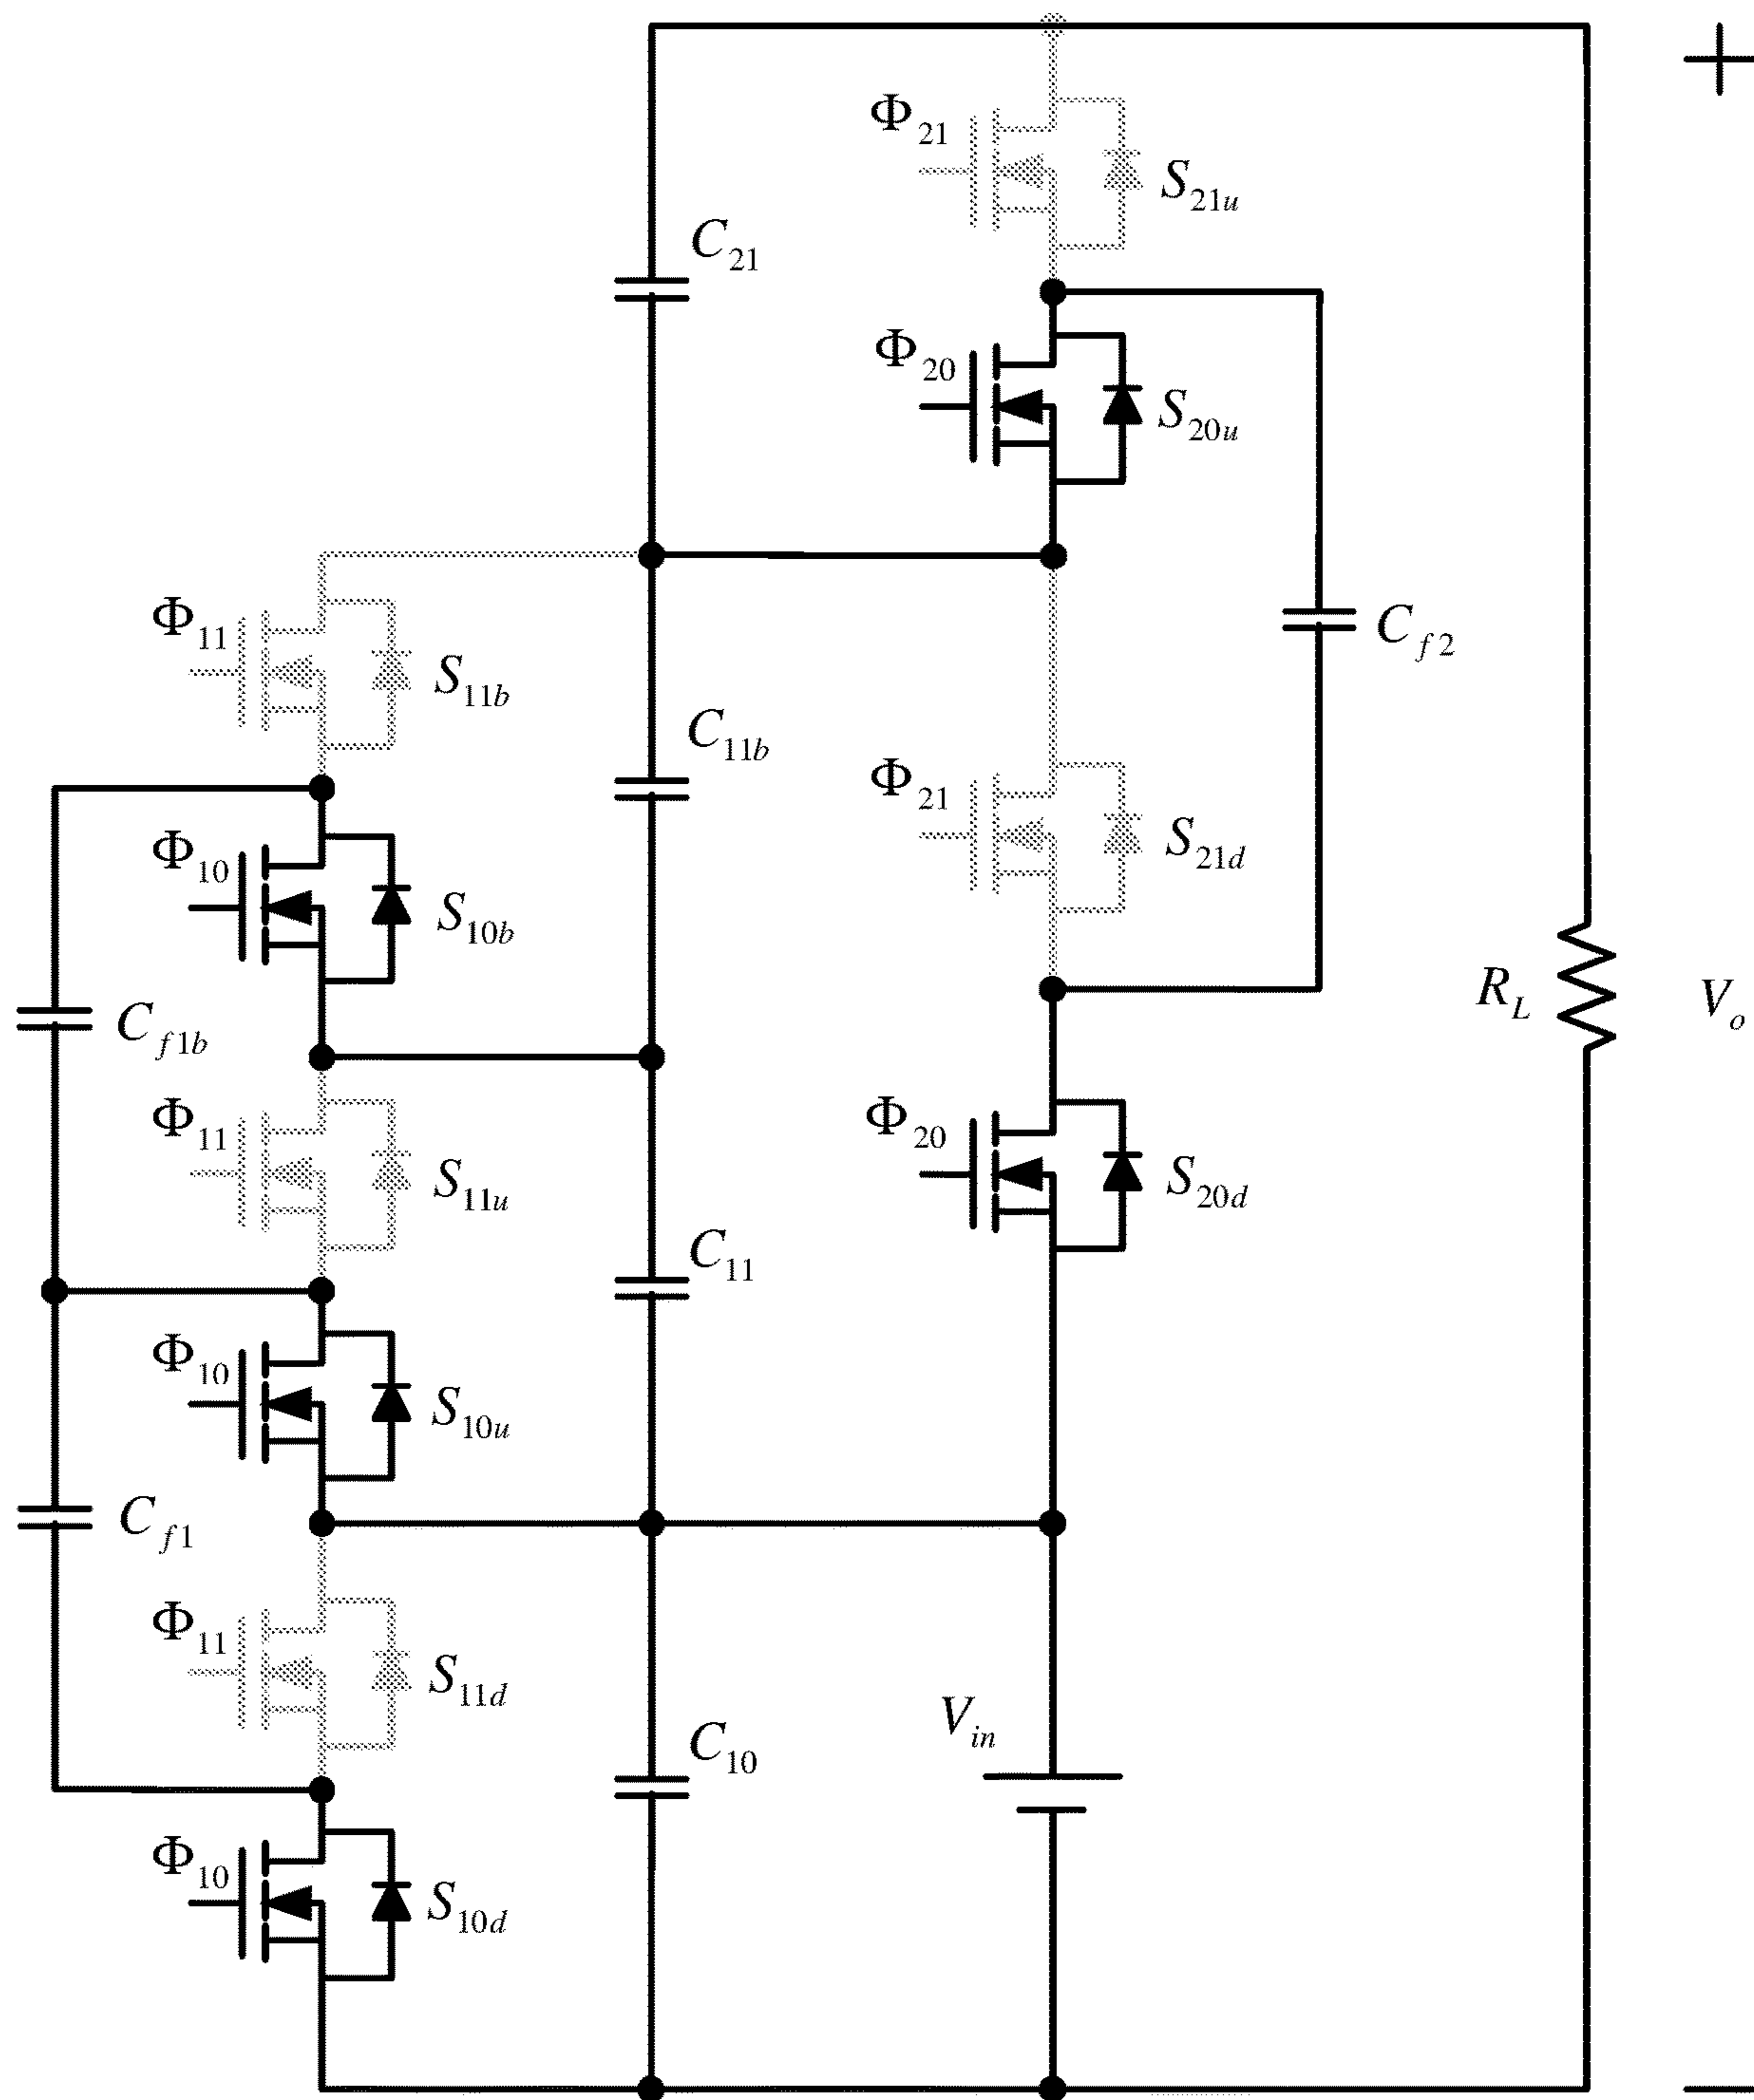 +
Φ21
S21u
C21
Φ20
S20u
Φ11
S11b
C11b
Cf2
Φ21
S21d
Φ10
S10b
Cf1b
RL
Vo
Φ11
S11u
Φ20
S20d
C11
Φ10
S10u
Cf1
Φ11
S11d
C10
Vin
Φ10
S10d
−